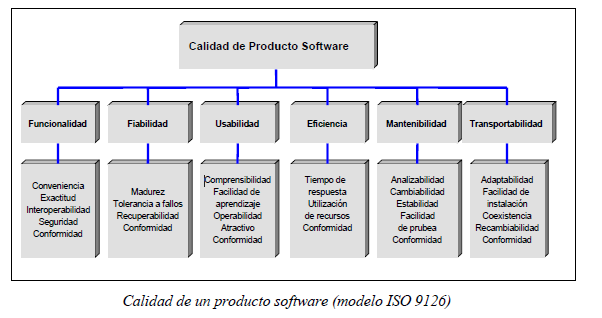 Calidad de Producto Software
Funcionalidad
Fiabilidad
Usabilidad
Eficiencia
Mantenibilidad
Transportabilidad
Conveniencia
Exactitud
Interoperabilidad
Seguridad
Conformidad
Madurez
Tolerancia a fallos
Recuperabilidad
Conformidad
Comprensibilidad
Facilidad de
aprendizaje
Operabilidad
Atractivo
Conformidad
Tiempo de
respuesta
Utilización
de recursos
Conformidad
Analizabilidad
Cambiabilidad
Estabilidad
Facilidad
de prubea
Conformidad
Adaptabilidad
Facilidad de
instalación
Coexistencia
Recambiabilidad
Conformidad
Calidad de un producto software (modelo ISO 9126)